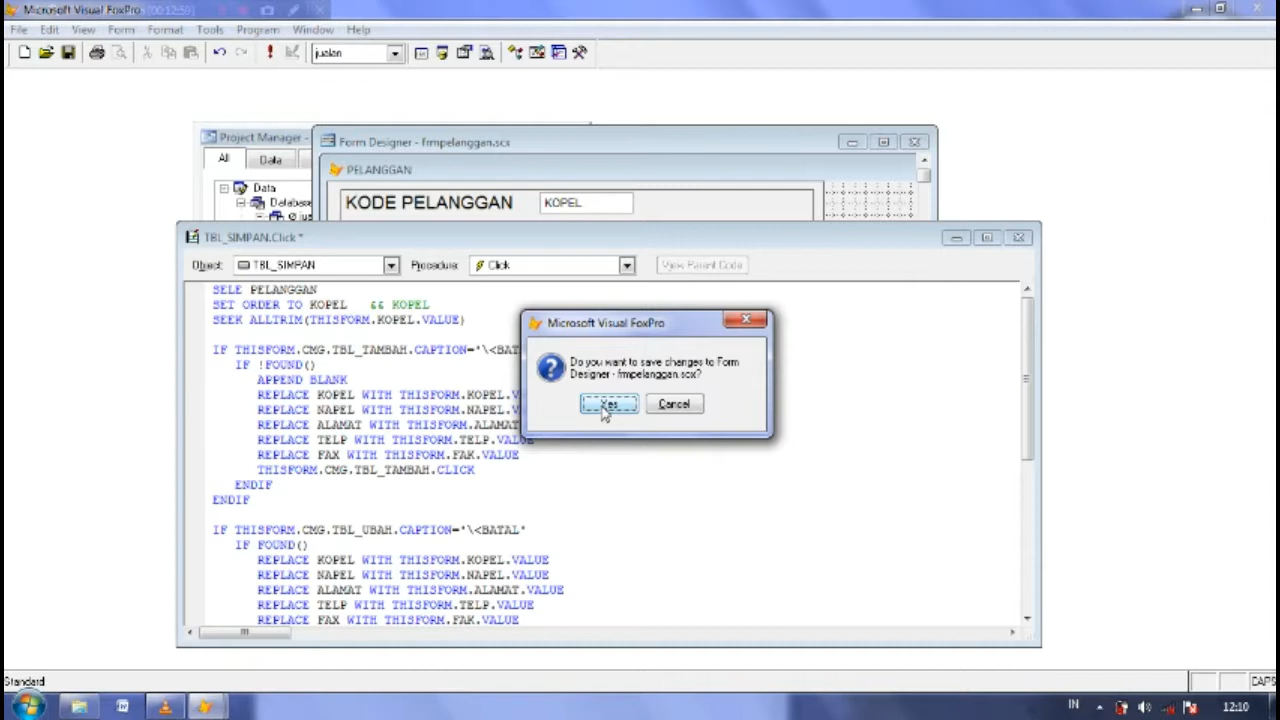 Microsoft Visual FoxPro [00:12:59]
File Edit View Form Format Tools Program Window Help
jualan
Project Manager -
Form Designer - frmpelanggan.scx
All Data
PELANGGAN
Data
KODE PELANGGAN KOPEL
TBL_SIMPAN.Click *
Object: TBL_SIMPAN Procedure: Click View Parent Code
SELE PELANGGAN
SET ORDER TO KOPEL && KOPEL
SEEK ALLTRIM(THISFORM.KOPEL.VALUE)
IF THISFORM.CMG.TBL_TAMBAH.CAPTION="\<BAT
IF !FOUND()
APPEND BLANK
REPLACE KOPEL WITH THISFORM.KOPEL.V
REPLACE NAPEL WITH THISFORM.NAPEL.V
REPLACE ALAMAT WITH THISFORM.ALAMAT
REPLACE TELP WITH THISFORM.TELP.VALUE
REPLACE FAX WITH THISFORM.FAK.VALUE
THISFORM.CMG.TBL_TAMBAH.CLICK
ENDIF
ENDIF
IF THISFORM.CMG.TBL_UBAH.CAPTION="\<BATAL"
IF FOUND()
REPLACE KOPEL WITH THISFORM.KOPEL.VALUE
REPLACE NAPEL WITH THISFORM.NAPEL.VALUE
REPLACE ALAMAT WITH THISFORM.ALAMAT.VALUE
REPLACE TELP WITH THISFORM.TELP.VALUE
REPLACE FAX WITH THISFORM.FAK.VALUE
Microsoft Visual FoxPro
Do you want to save changes to Form
Designer - frmpelanggan.scx?
Yes Cancel
Standard CAPS
IN 12:10